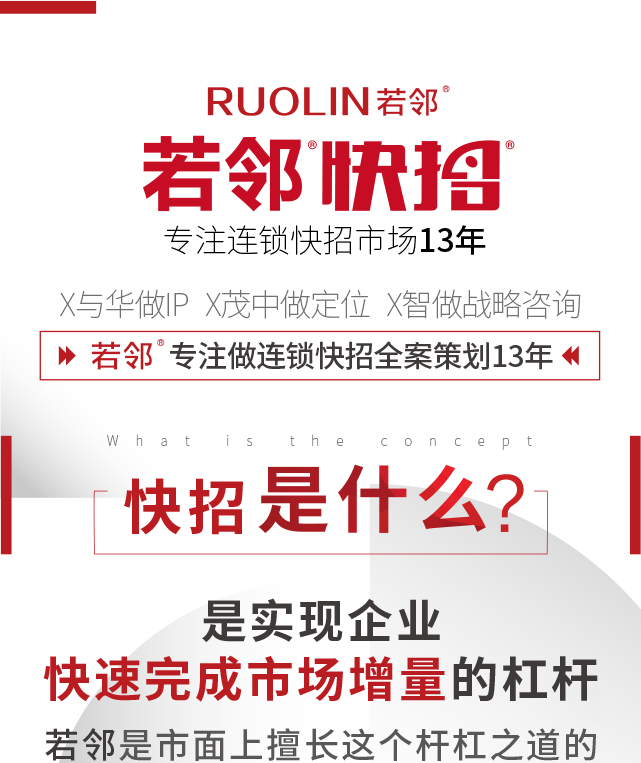 RUOLIN若邻®
若邻®快招®
专注连锁快招市场13年
X与华做IP X茂中做定位 X智做战略咨询
若邻®专注做连锁快招全案策划13年
What is the concept
快招是什么?
是实现企业
快速完成市场增量的杠杆
若邻是市面上擅长这个杆杠之道的